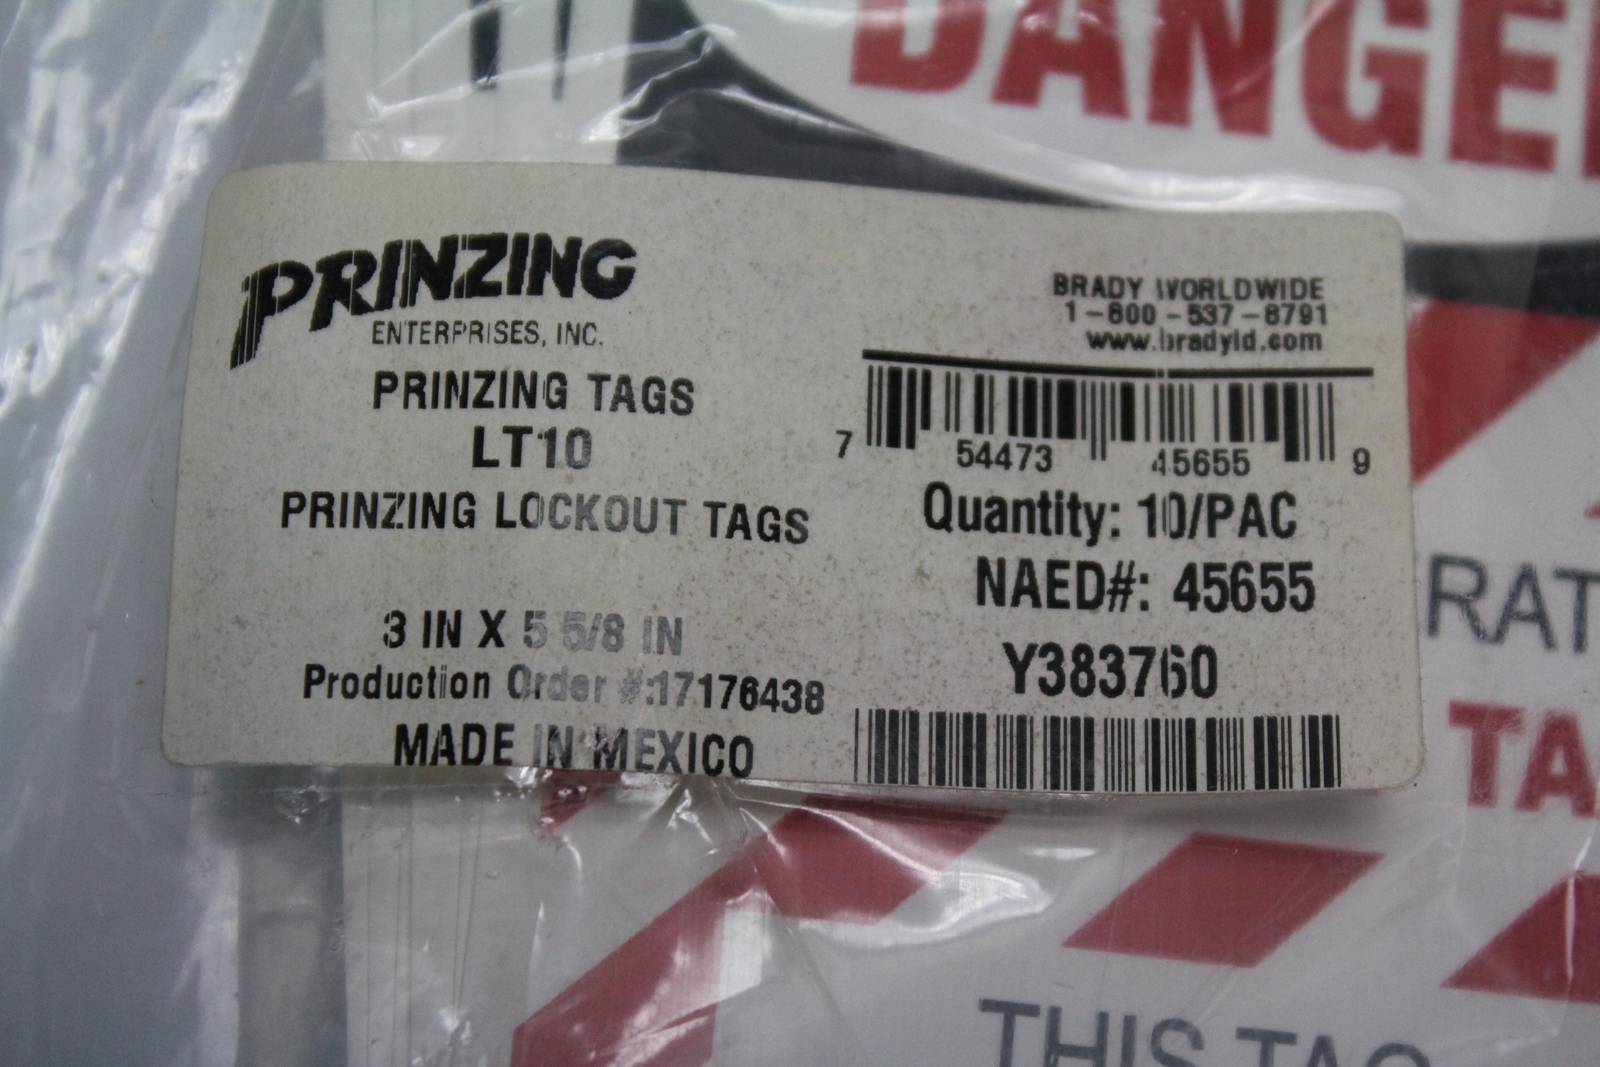 DANGE
PRINZING
ENTERPRISES, INC.
PRINZING TAGS
LT10
PRINZING LOCKOUT TAGS
3 IN X 5 5/8 IN
Production Order #:17176438
MADE IN MEXICO
BRADY WORLDWIDE
1-800-537-8791
www.bradyid.com
7 54473 45655 9
Quantity: 10/PAC
NAED#: 45655
Y383760
RAT
TA
THIS TAG